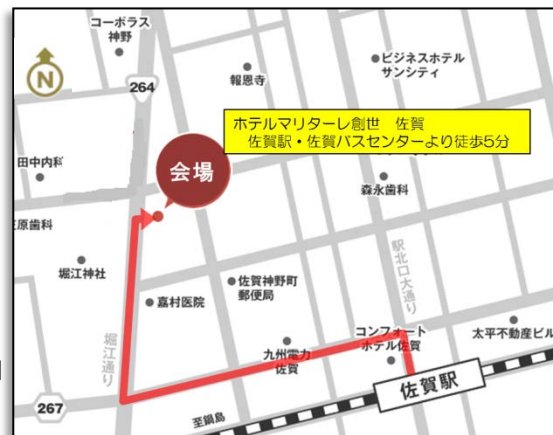 コーポラス
神野
N
264
報恩寺
ビジネスホテル
サンシティ
ホテルマリターレ創世 佐賀
佐賀駅・佐賀バスセンターより徒歩5分
田中内科
会場
森永歯科
原歯科
堀江神社
佐賀神野町
郵便局
嘉村医院
駅北口大通り
堀江通り
九州電力
佐賀
コンフォート
ホテル佐賀
太平不動産ビル
佐賀駅
267
至鍋島